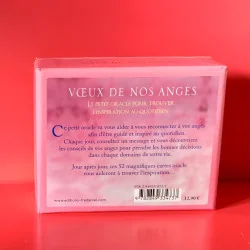 VŒUX DE NOS ANGES
LE PETIT ORACLE POUR TROUVER
L'INSPIRATION AU QUOTIDIEN
Ce petit oracle va vous aider à vous reconnecter à vos anges
afin d'être guidé et inspiré au quotidien.
Chaque jour, consultez un message et vous découvrirez
les conseils de vos anges pour prendre les bonnes décisions
dans chaque domaine de votre vie.
Jour après jour, ces 52 magnifiques cartes-oracle
vous aideront à trouver l'inspiration.
12,90 €